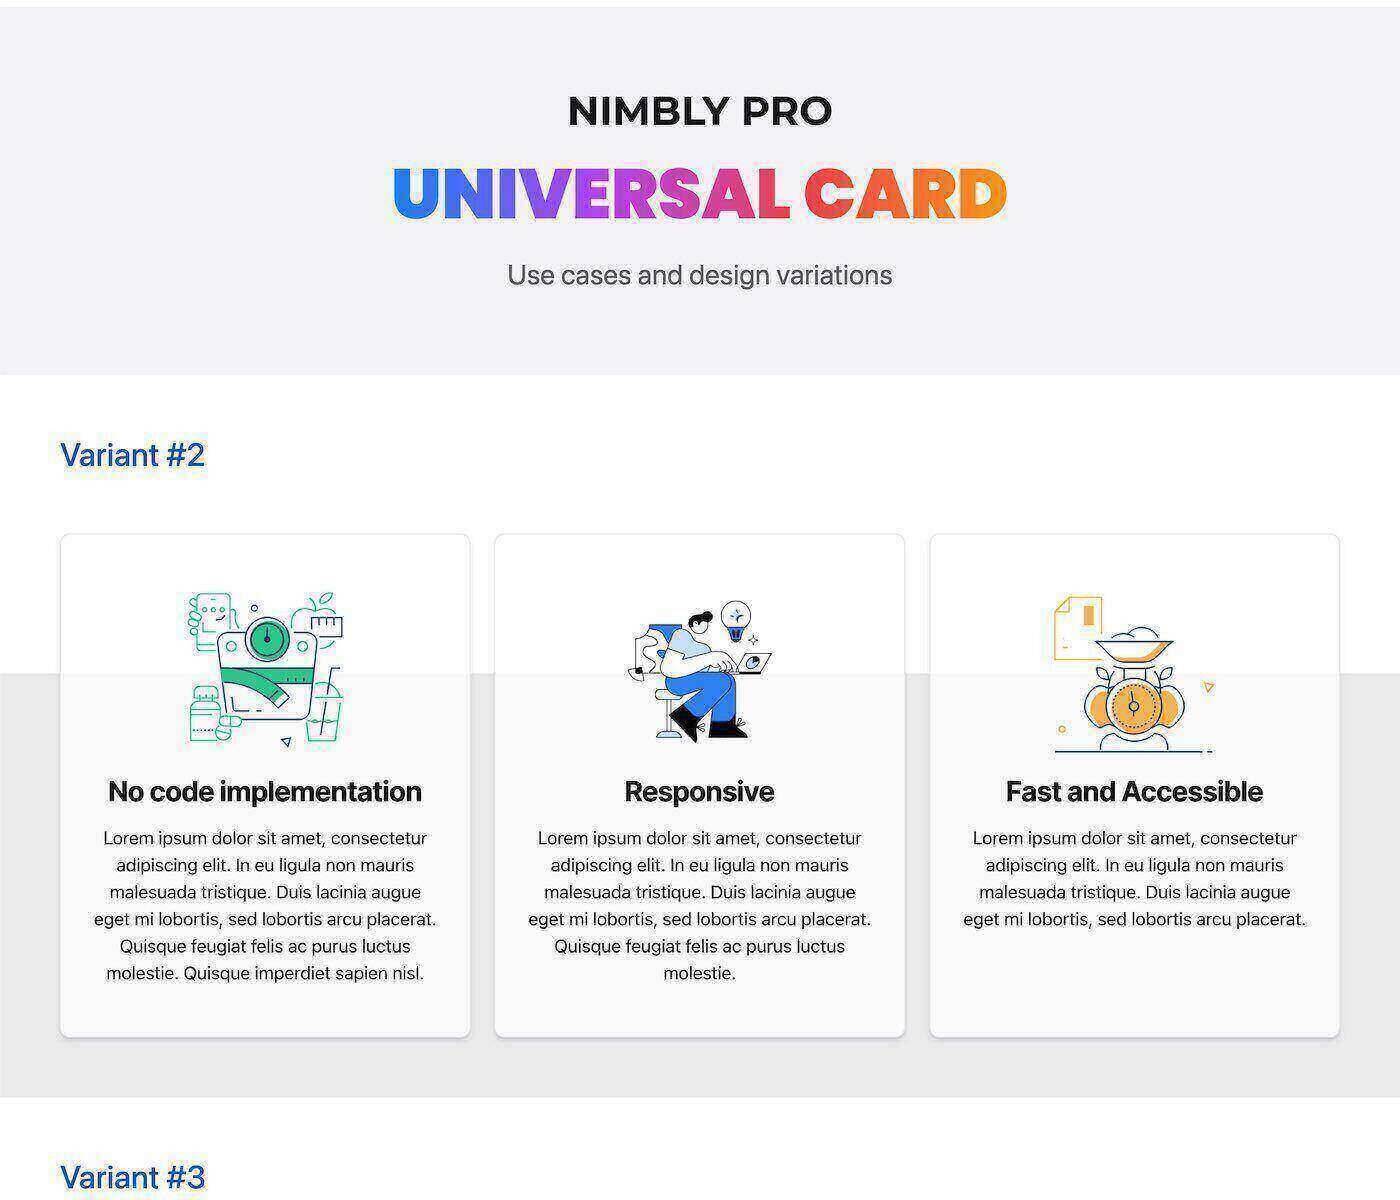 NIMBLY PRO
UNIVERSAL CARD
Use cases and design variations
Variant #2
No code implementation
Lorem ipsum dolor sit amet, consectetur
adipiscing elit. In eu ligula non mauris
malesuada tristique. Duis lacinia augue
eget mi lobortis, sed lobortis arcu placerat.
Quisque feugiat felis ac purus luctus
molestie. Quisque imperdiet sapien nisl.
Responsive
Lorem ipsum dolor sit amet, consectetur
adipiscing elit. In eu ligula non mauris
malesuada tristique. Duis lacinia augue
eget mi lobortis, sed lobortis arcu placerat.
Quisque feugiat felis ac purus luctus
molestie.
Fast and Accessible
Lorem ipsum dolor sit amet, consectetur
adipiscing elit. In eu ligula non mauris
malesuada tristique. Duis lacinia augue
eget mi lobortis, sed lobortis arcu placerat.
Variant #3